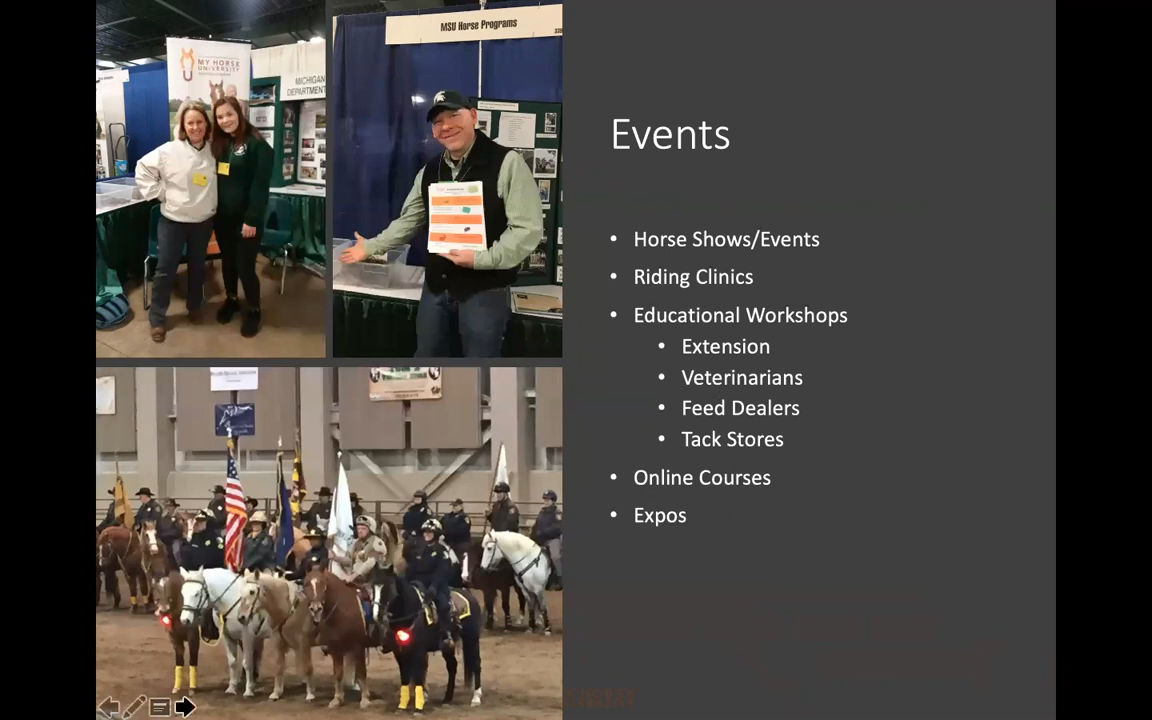 MY HORSE
UNIVERSITY
MICHIGAN
DEPARTMENT
MSU Horse Programs
Events
• Horse Shows/Events
• Riding Clinics
• Educational Workshops
• Extension
• Veterinarians
• Feed Dealers
• Tack Stores
• Online Courses
• Expos